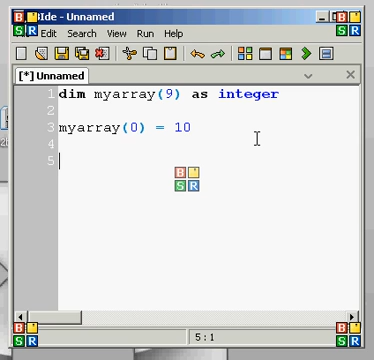 BIde - Unnamed
Edit Search View Run Help
[*]Unnamed
1 dim myarray(9) as integer
2
3 myarray(0) = 10
4
5
B
S R
5:1
B
S R
B
S R